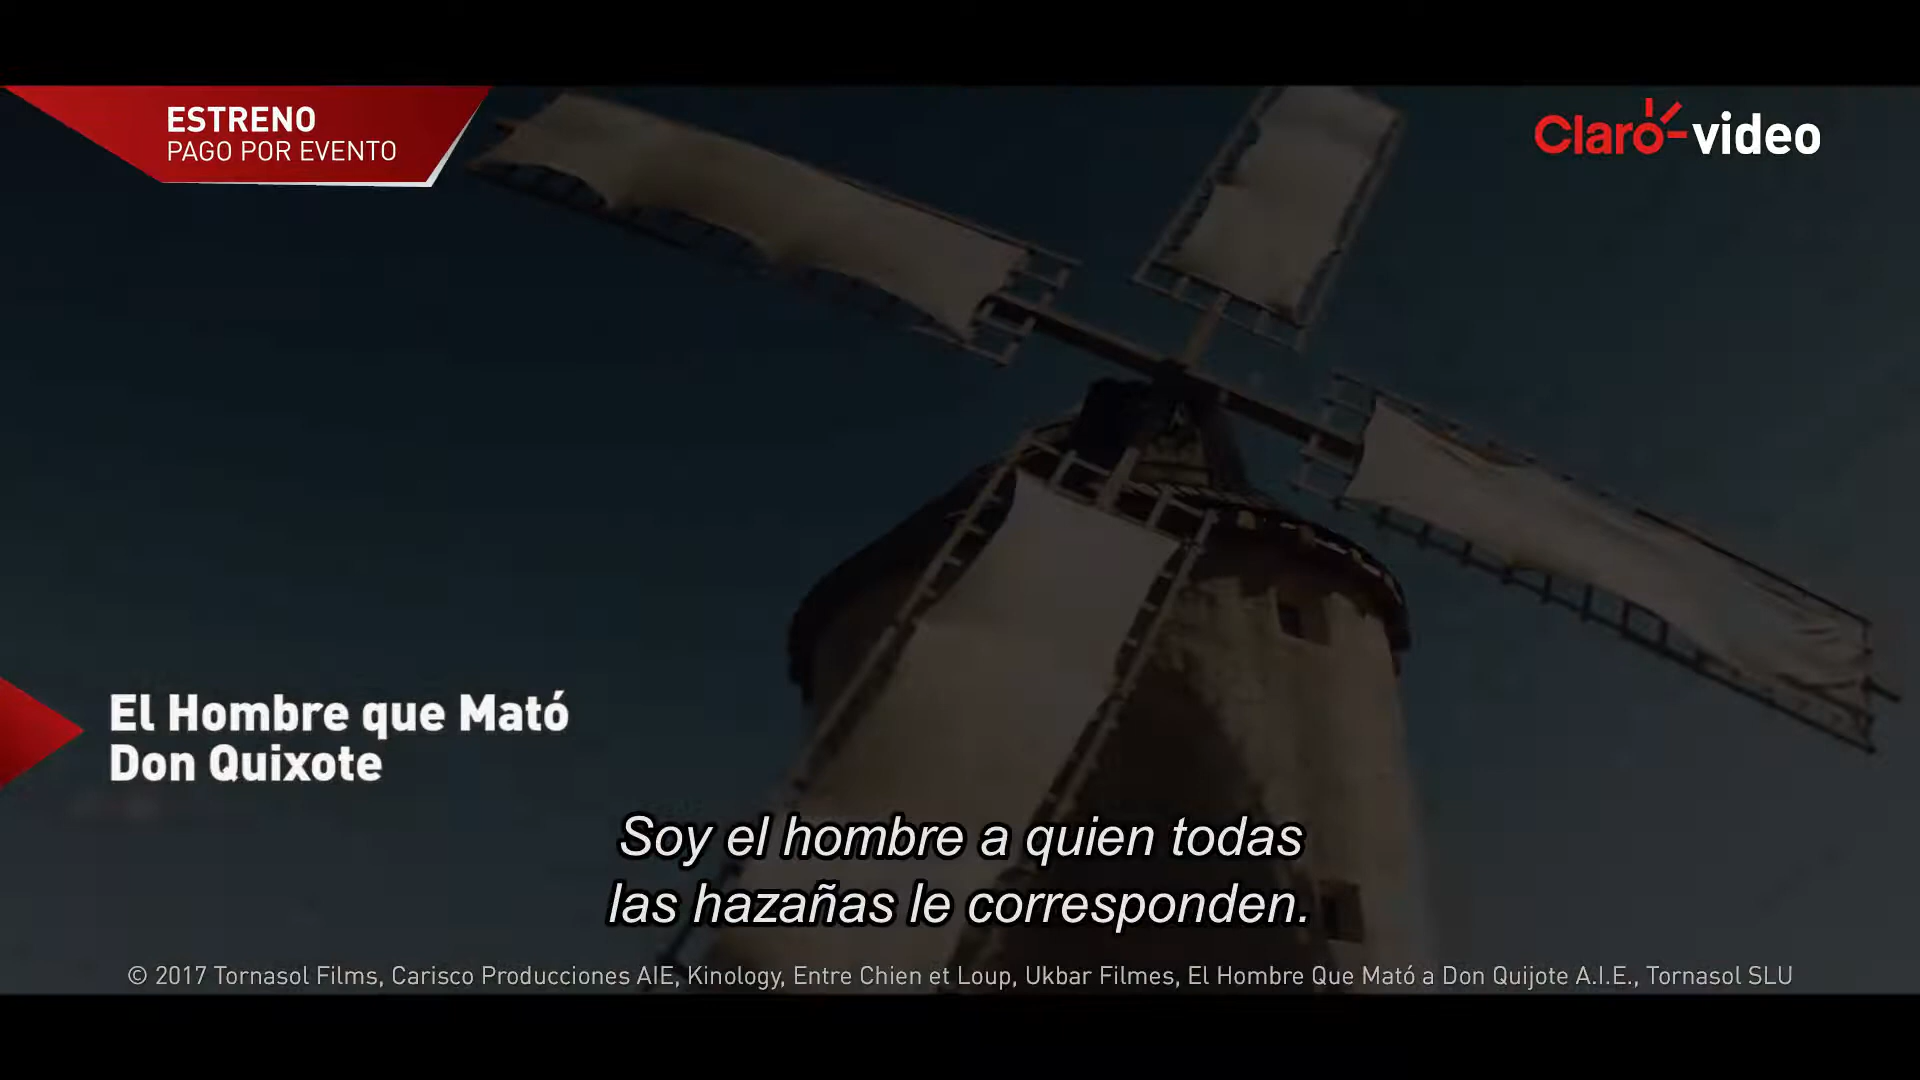 ESTRENO
PAGO POR EVENTO
Claro-video
El Hombre que Mató
Don Quixote
Soy el hombre a quien todas
las hazañas le corresponden.
© 2017 Tornasol Films, Carisco Producciones AIE, Kinology, Entre Chien et Loup, Ukbar Filmes, El Hombre Que Mató a Don Quijote A.I.E., Tornasol SLU